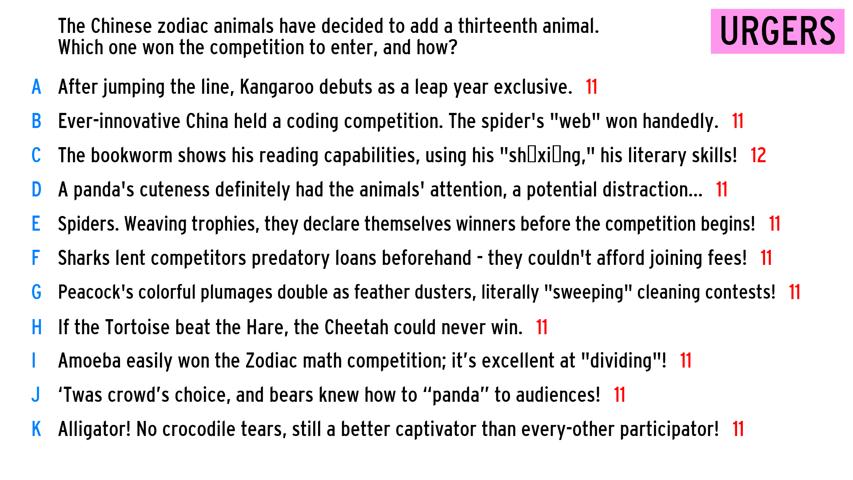 The Chinese zodiac animals have decided to add a thirteenth animal.
Which one won the competition to enter, and how?
URGERS
A After jumping the line, Kangaroo debuts as a leap year exclusive. 11
B Ever-innovative China held a coding competition. The spider's "web" won handedly. 11
C The bookworm shows his reading capabilities, using his "sh▯xi▯ng," his literary skills! 12
D A panda's cuteness definitely had the animals' attention, a potential distraction... 11
E Spiders. Weaving trophies, they declare themselves winners before the competition begins! 11
F Sharks lent competitors predatory loans beforehand - they couldn't afford joining fees! 11
G Peacock's colorful plumages double as feather dusters, literally "sweeping" cleaning contests! 11
H If the Tortoise beat the Hare, the Cheetah could never win. 11
I Amoeba easily won the Zodiac math competition; it’s excellent at "dividing"! 11
J ‘Twas crowd’s choice, and bears knew how to “panda” to audiences! 11
K Alligator! No crocodile tears, still a better captivator than every-other participator! 11